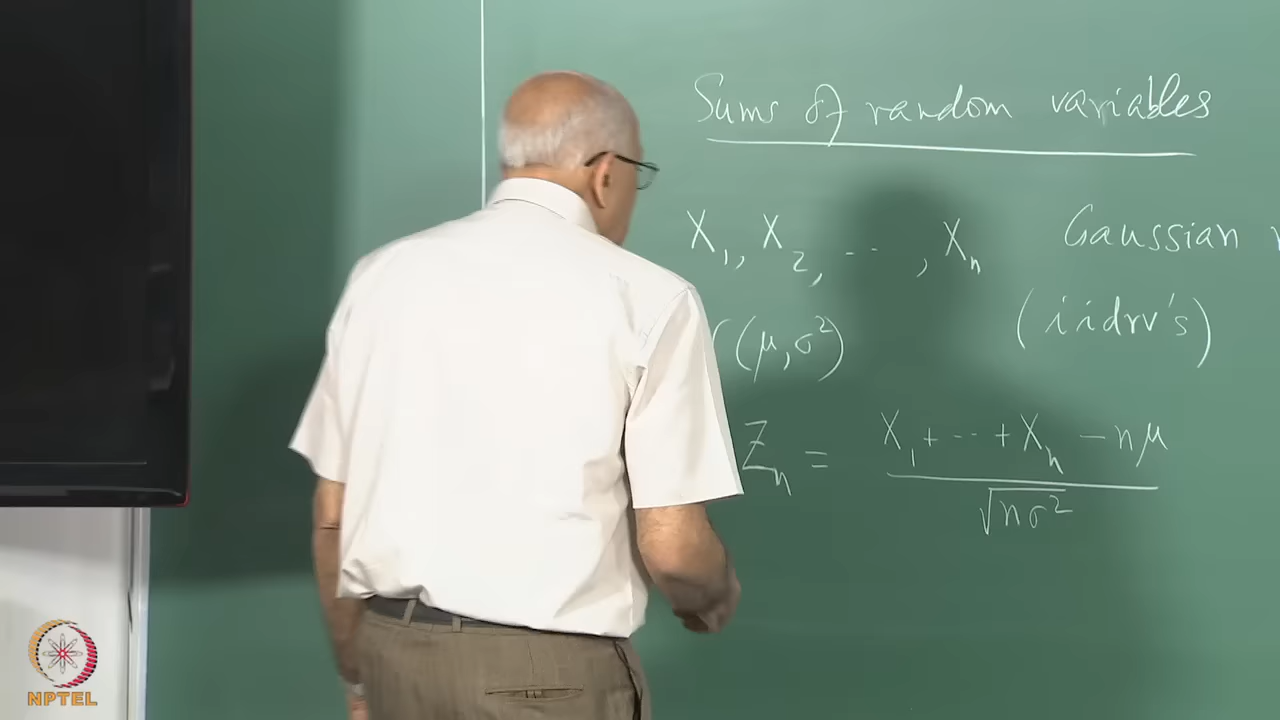 Sums of random variables
X₁, X₂, ..., Xₙ Gaussian
(iidrv's)
(μ, σ²)
Zₙ = X₁ + ... + Xₙ - nμ
√nσ²
NPTEL